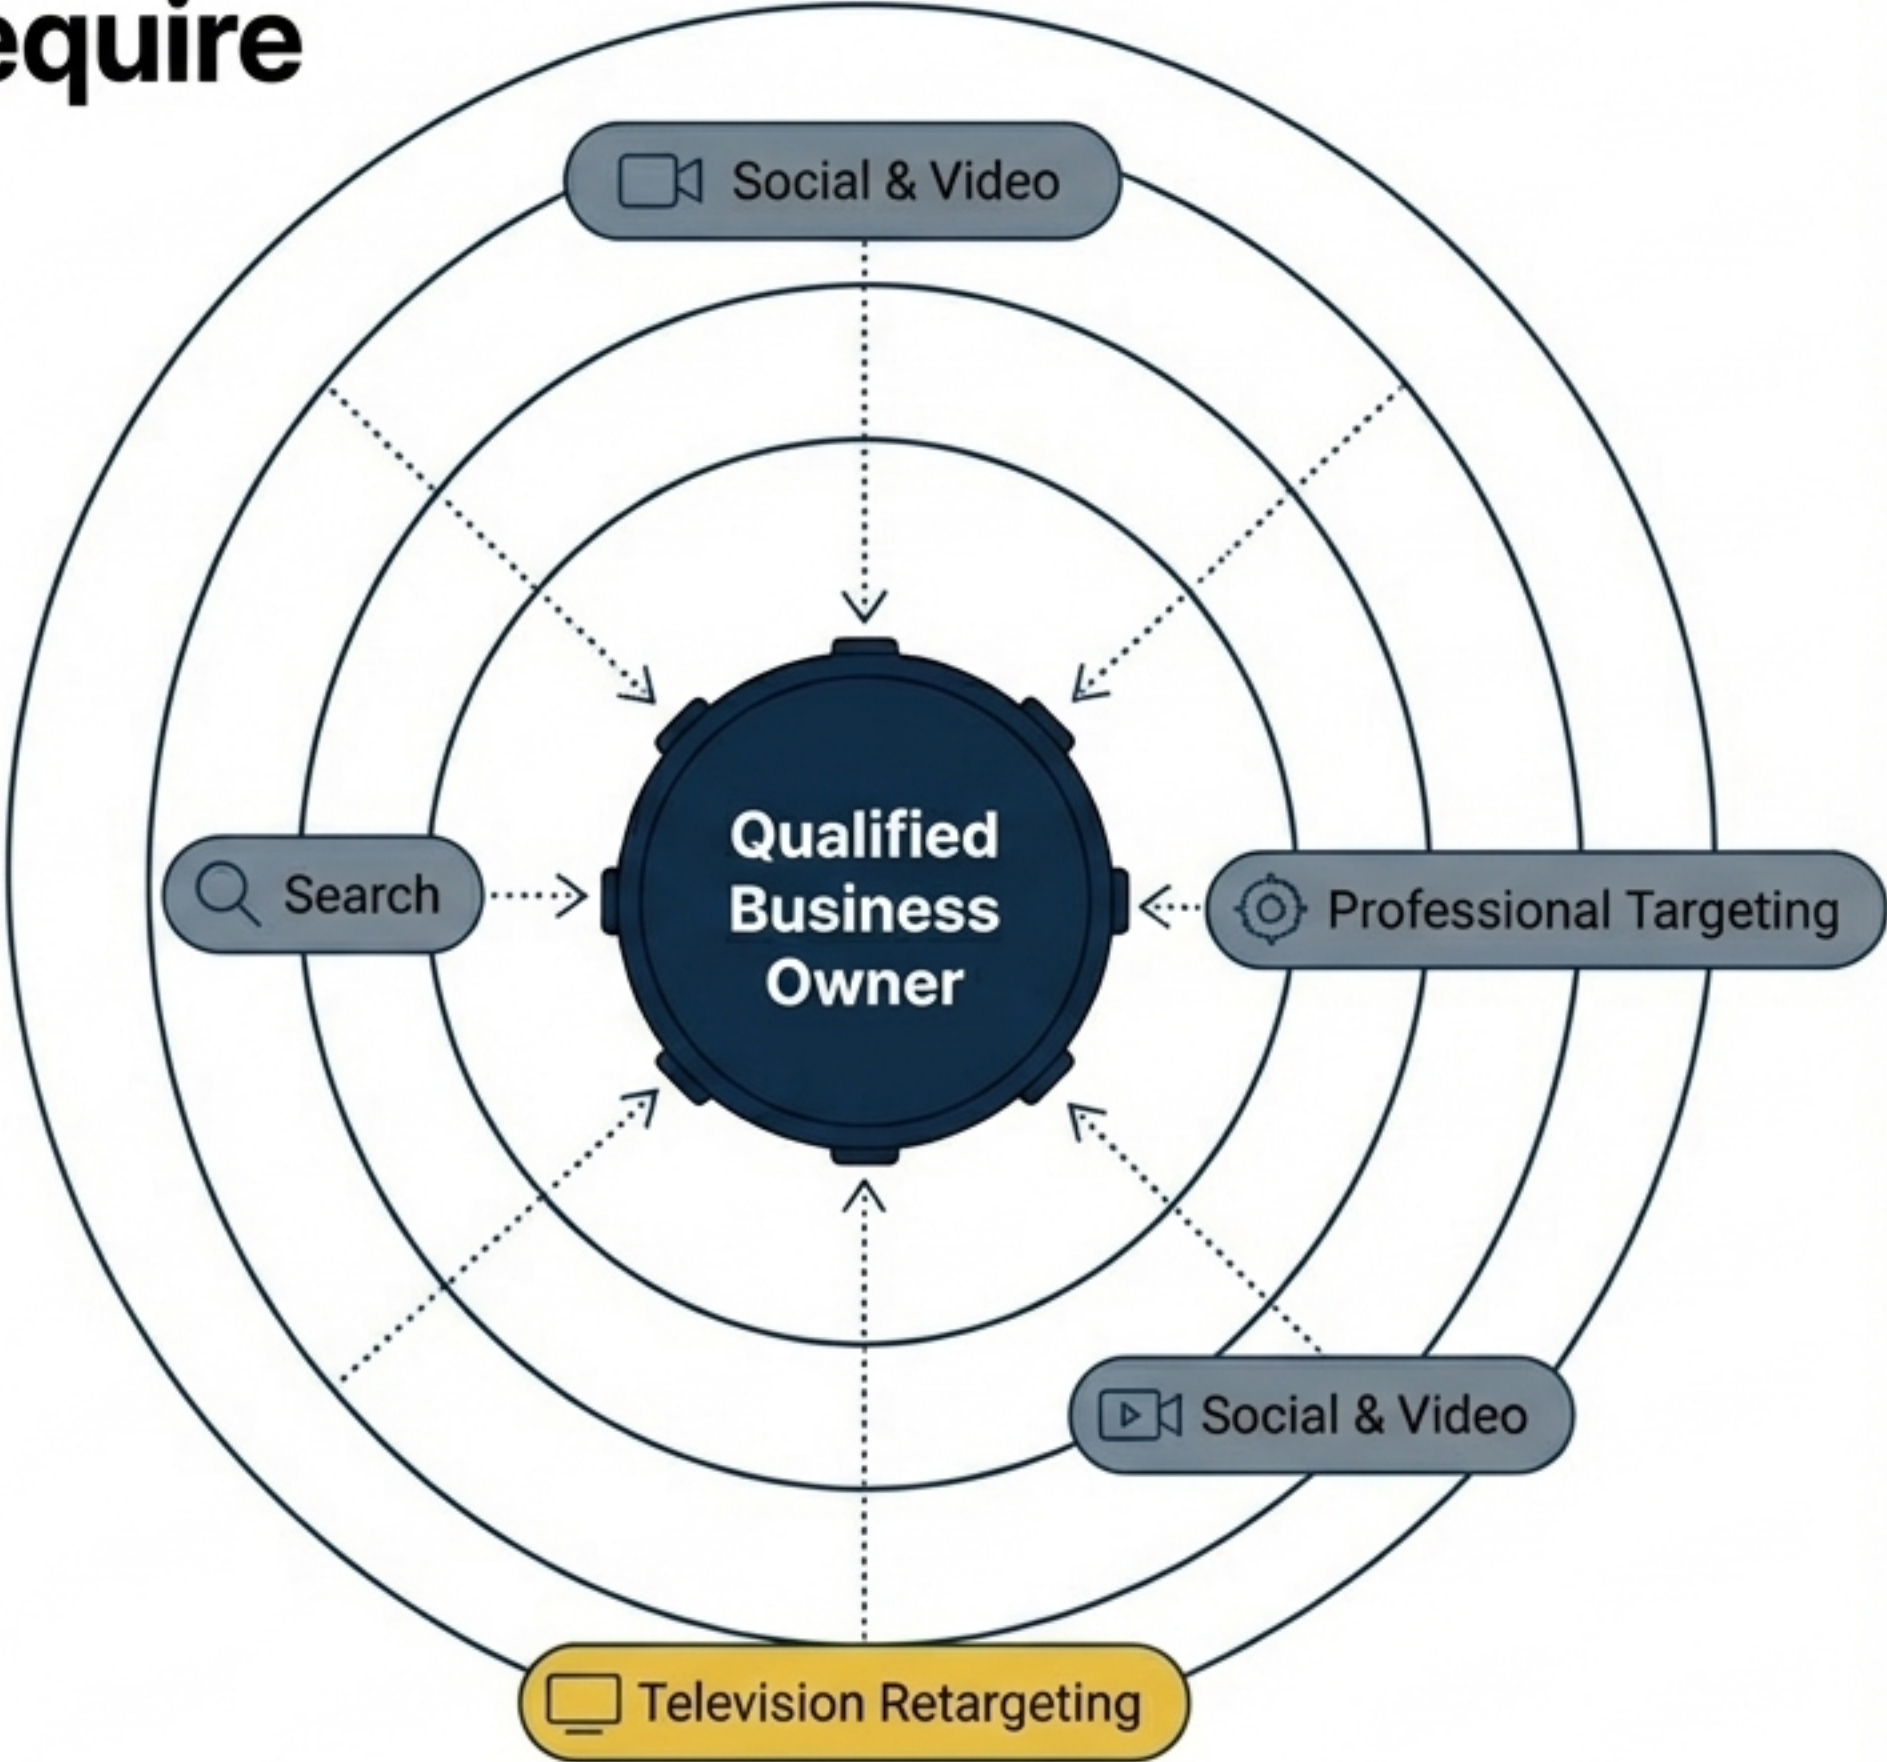 equire
Social & Video
Qualified
Business
Owner
Search
Professional Targeting
Social & Video
Television Retargeting